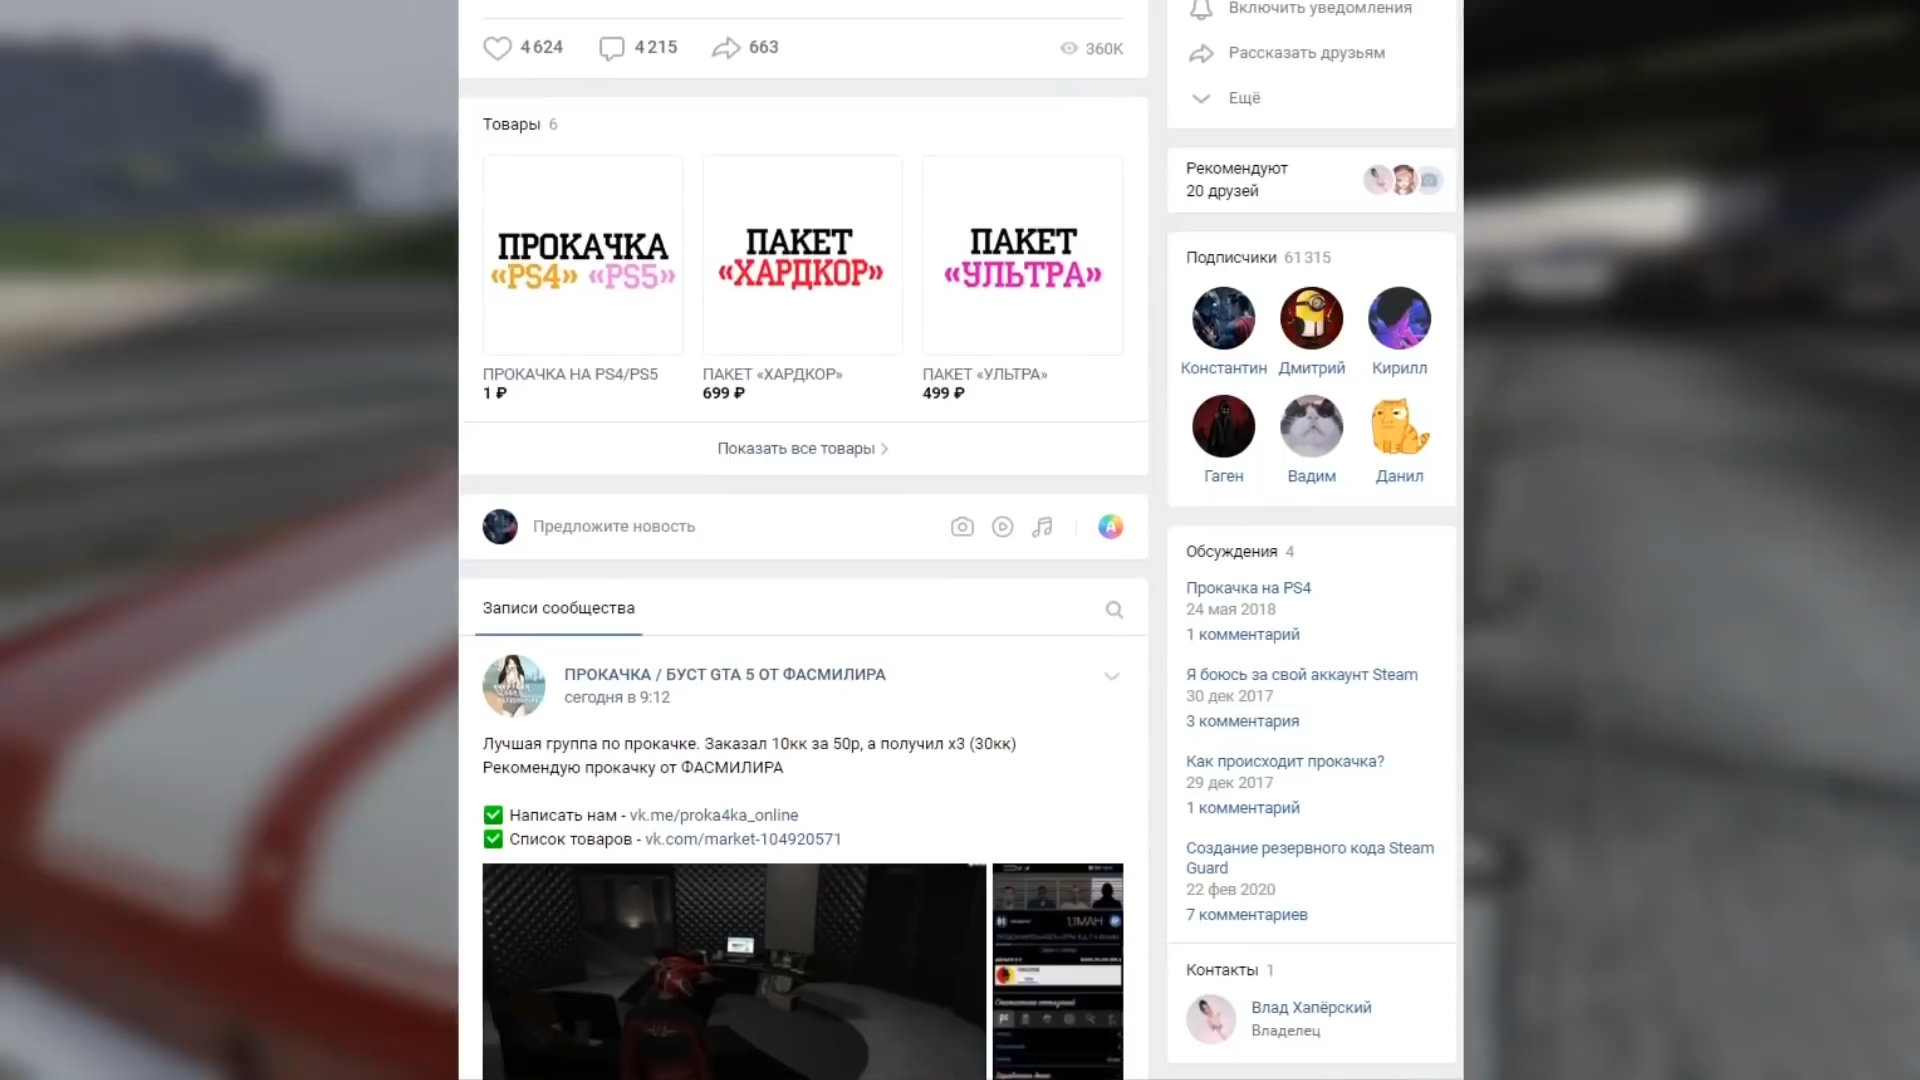 4 624
4 215
663
360K
Товары 6
ПРОКАЧКА
«PS4» «PS5»
ПАКЕТ
«ХАРДКОР»
ПАКЕТ
«УЛЬТРА»
ПРОКАЧКА НА PS4/PS5
1 ₽
ПАКЕТ «ХАРДКОР»
699 ₽
ПАКЕТ «УЛЬТРА»
499 ₽
Показать все товары
Предложите новость
Записи сообщества
ПРОКАЧКА / БУСТ GTA 5 ОТ ФАСМИЛИРА
сегодня в 9:12
Лучшая группа по прокачке. Заказал 10кк за 50р, а получил х3 (30кк)
Рекомендую прокачку от ФАСМИЛИРА
Написать нам - vk.me/proka4ka_online
Список товаров - vk.com/market-104920571
Включить уведомления
Рассказать друзьям
Ещё
Рекомендуют
20 друзей
Подписчики 61 315
Константин
Дмитрий
Кирилл
Гаген
Вадим
Данил
Обсуждения 4
Прокачка на PS4
24 мая 2018
1 комментарий
Я боюсь за свой аккаунт Steam
30 дек 2017
3 комментария
Как происходит прокачка?
29 дек 2017
1 комментарий
Создание резервного кода Steam
Guard
22 фев 2020
7 комментариев
Контакты 1
Влад Хапёрский
Владелец